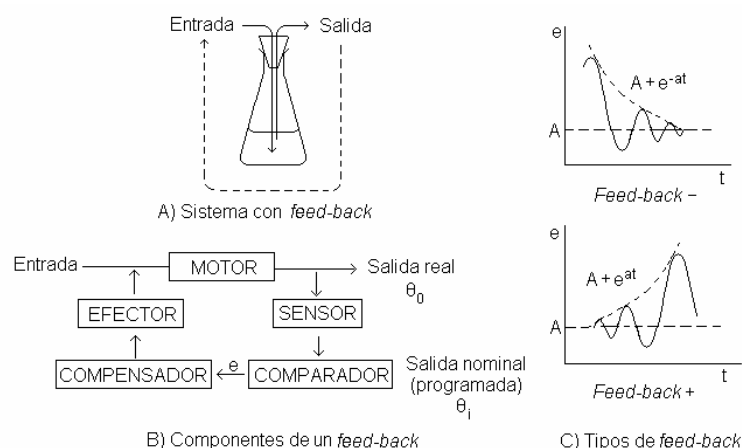 Entrada
Salida
A) Sistema con feed-back
Entrada
MOTOR
Salida real
θ₀
EFECTOR
SENSOR
COMPENSADOR
e
COMPARADOR
Salida nominal
(programada)
θᵢ
B) Componentes de un feed-back
e
A + e⁻ᵃᵗ
A
t
Feed-back −
e
A + eᵃᵗ
A
t
Feed-back +
C) Tipos de feed-back